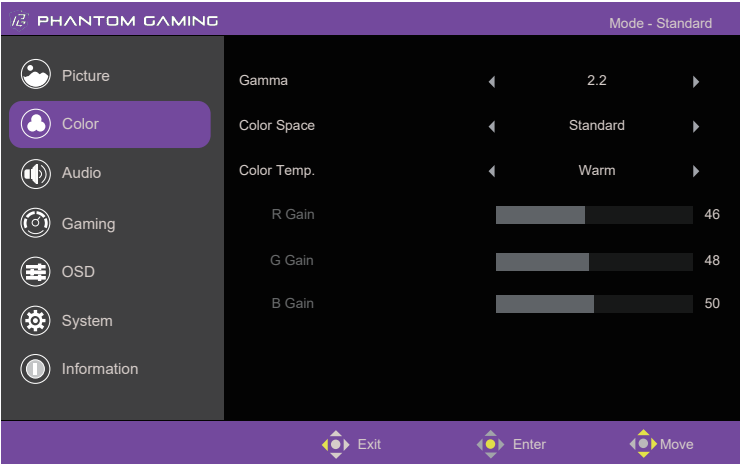 PHANTOM GAMING
Mode - Standard
Picture
Color
Audio
Gaming
OSD
System
Information
Gamma 2.2
Color Space Standard
Color Temp. Warm
R Gain 46
G Gain 48
B Gain 50
Exit Enter Move